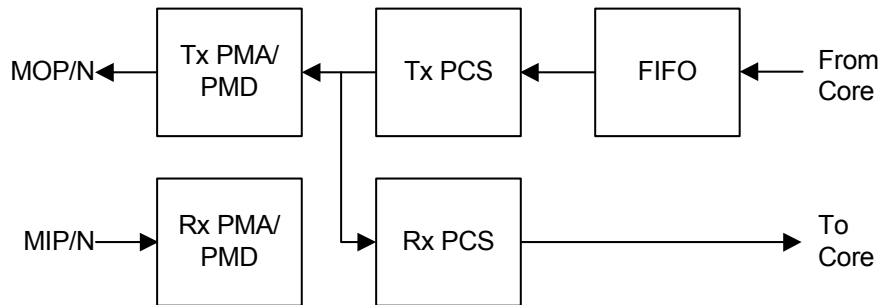 MOP/N
Tx PMA/
PMD
Tx PCS
FIFO
From
Core
MIP/N
Rx PMA/
PMD
Rx PCS
To
Core